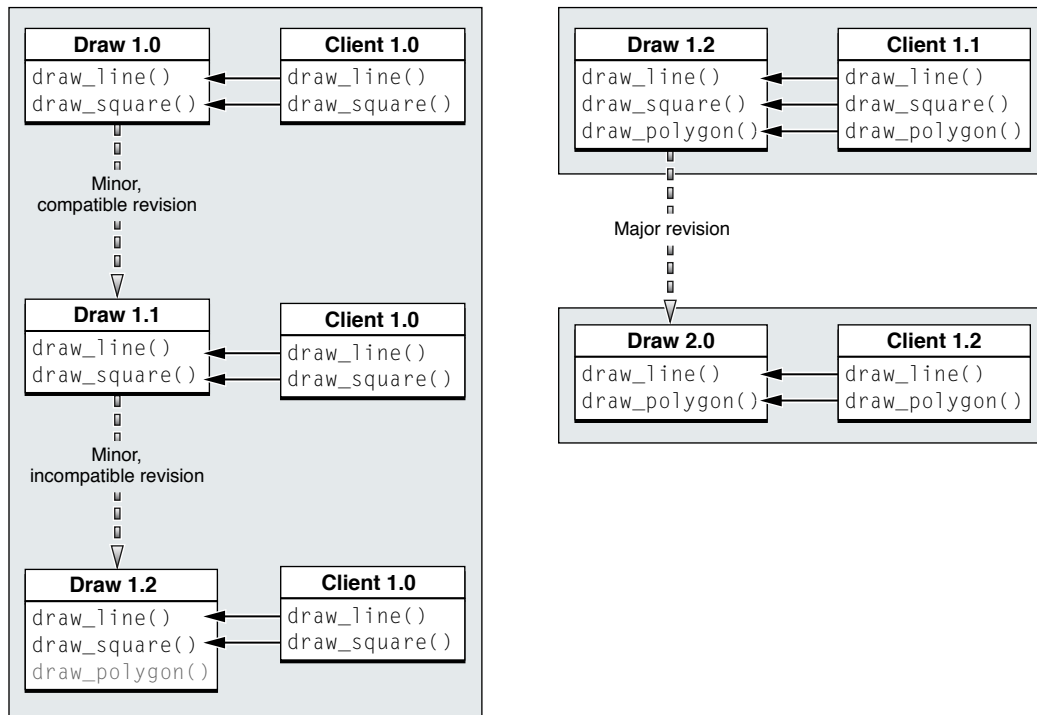 Draw 1.0
draw_line()
draw_square()
Client 1.0
draw_line()
draw_square()
Minor,
compatible revision
Draw 1.1
draw_line()
draw_square()
Client 1.0
draw_line()
draw_square()
Minor,
incompatible revision
Draw 1.2
draw_line()
draw_square()
draw_polygon()
Client 1.0
draw_line()
draw_square()
Draw 1.2
draw_line()
draw_square()
draw_polygon()
Client 1.1
draw_line()
draw_square()
draw_polygon()
Major revision
Draw 2.0
draw_line()
draw_polygon()
Client 1.2
draw_line()
draw_polygon()